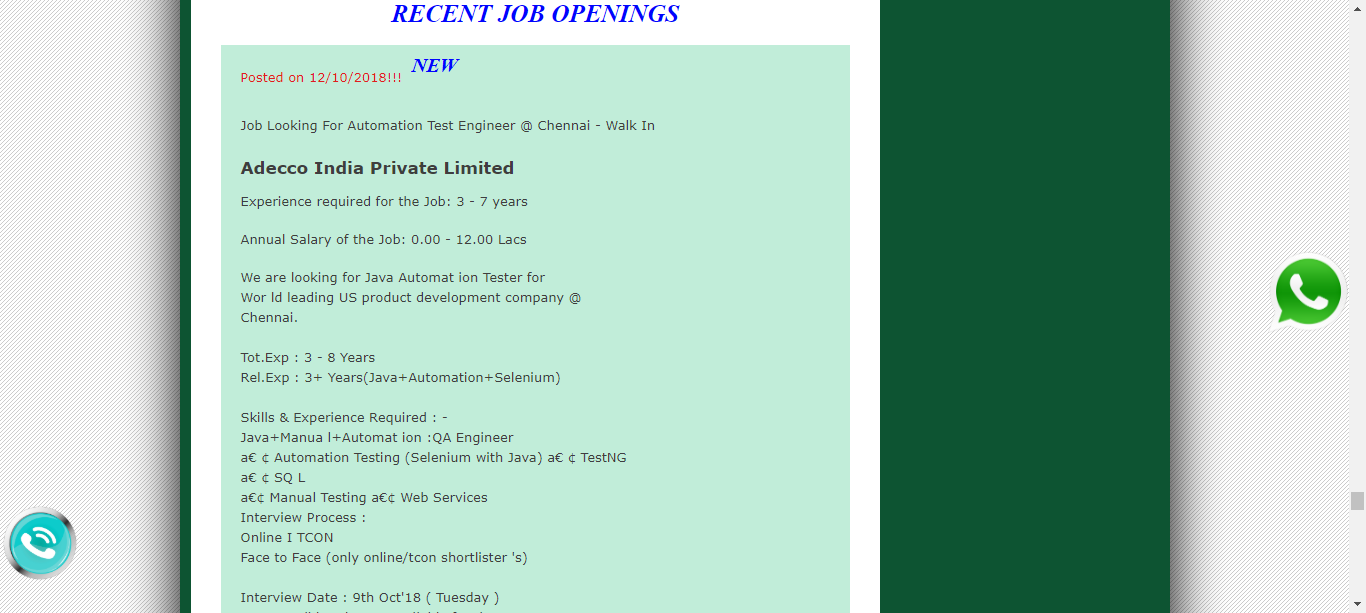 RECENT JOB OPENINGS
Posted on 12/10/2018!!! NEW
Job Looking For Automation Test Engineer @ Chennai - Walk In
Adecco India Private Limited
Experience required for the Job: 3 - 7 years
Annual Salary of the Job: 0.00 - 12.00 Lacs
We are looking for Java Automat ion Tester for
Wor ld leading US product development company @
Chennai.
Tot.Exp : 3 - 8 Years
Rel.Exp : 3+ Years(Java+Automation+Selenium)
Skills & Experience Required : -
Java+Manua l+Automat ion :QA Engineer
a€ ¢ Automation Testing (Selenium with Java) a€ ¢ TestNG
a€ ¢ SQ L
a€¢ Manual Testing a€¢ Web Services
Interview Process :
Online I TCON
Face to Face (only online/tcon shortlister 's)
Interview Date : 9th Oct'18 ( Tuesday )